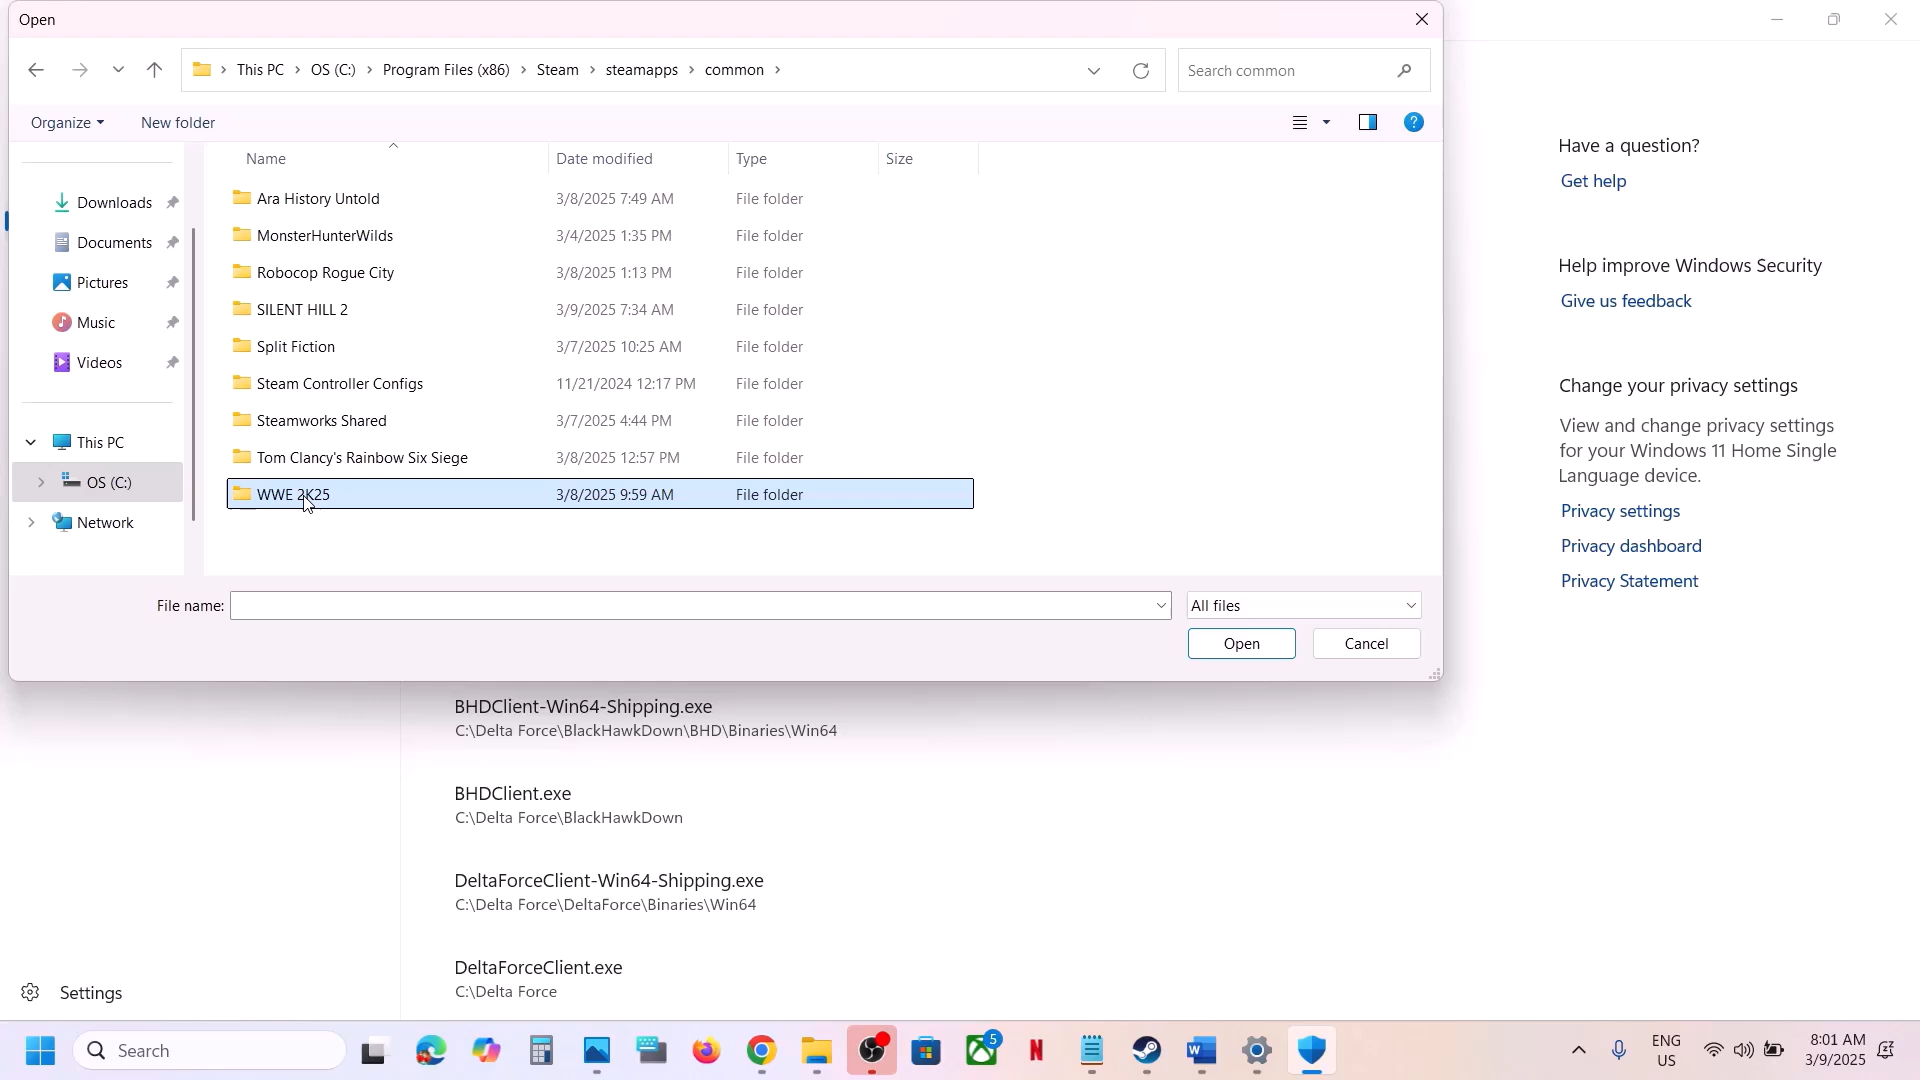 Open
This PC > OS (C:) > Program Files (x86) > Steam > steamapps > common >
Search common
Organize
New folder
Name
Date modified
Type
Size
Downloads
Documents
Pictures
Music
Videos
This PC
OS (C:)
Network
Ara History Untold 3/8/2025 7:49 AM File folder
MonsterHunterWilds 3/4/2025 1:35 PM File folder
Robocop Rogue City 3/8/2025 1:13 PM File folder
SILENT HILL 2 3/9/2025 7:34 AM File folder
Split Fiction 3/7/2025 10:25 AM File folder
Steam Controller Configs 11/21/2024 12:17 PM File folder
Steamworks Shared 3/7/2025 4:44 PM File folder
Tom Clancy's Rainbow Six Siege 3/8/2025 12:57 PM File folder
WWE 2K25 3/8/2025 9:59 AM File folder
File name:
All files
Open
Cancel
Have a question?
Get help
Help improve Windows Security
Give us feedback
Change your privacy settings
View and change privacy settings
for your Windows 11 Home Single
Language device.
Privacy settings
Privacy dashboard
Privacy Statement
BHDClient-Win64-Shipping.exe
C:\Delta Force\BlackHawkDown\BHD\Binaries\Win64
BHDClient.exe
C:\Delta Force\BlackHawkDown
DeltaForceClient-Win64-Shipping.exe
C:\Delta Force\DeltaForce\Binaries\Win64
DeltaForceClient.exe
C:\Delta Force
Settings
Search
5
ENG
US
8:01 AM
3/9/2025